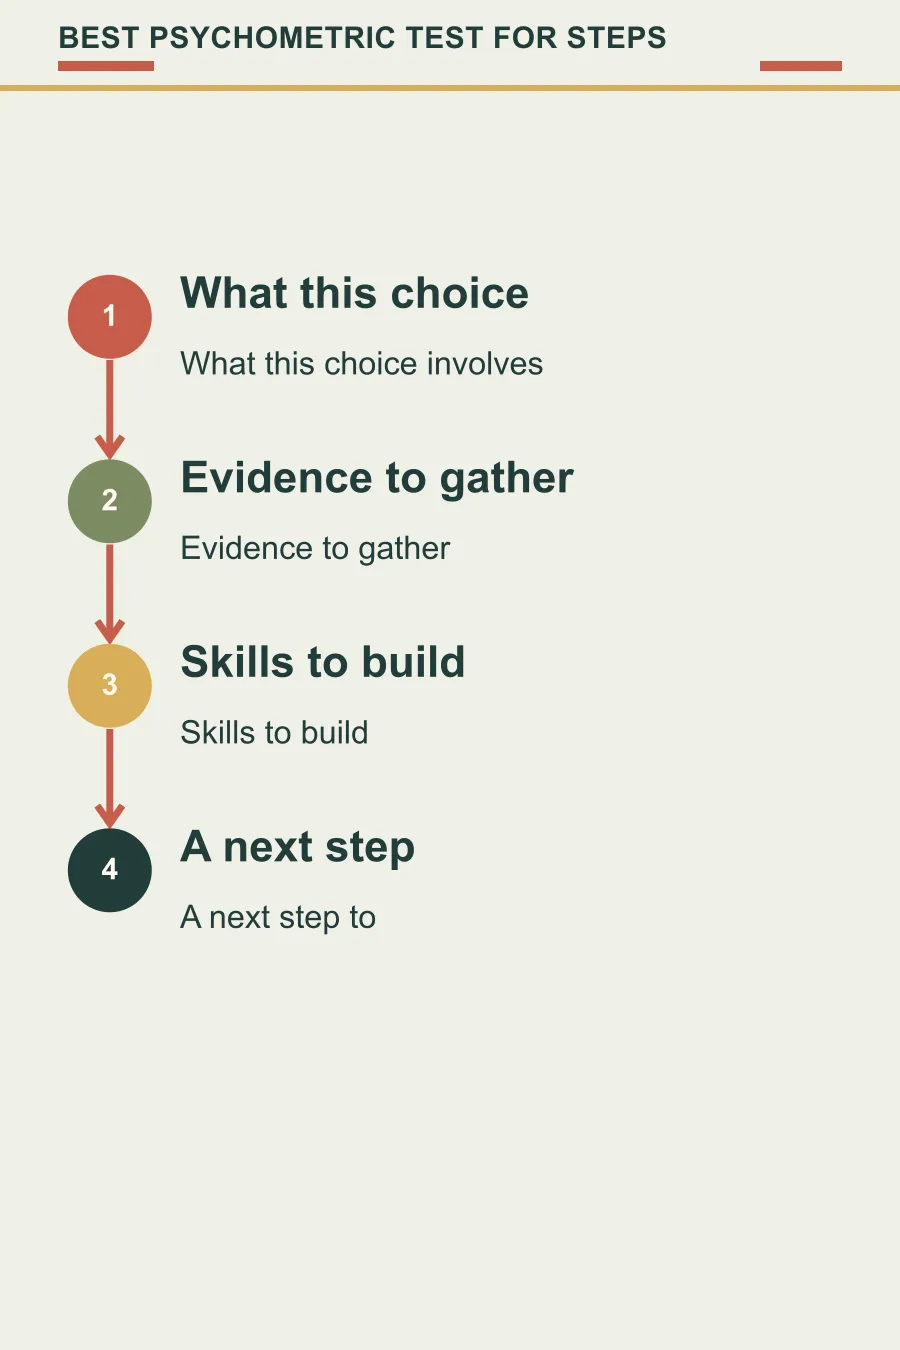 BEST PSYCHOMETRIC TEST FOR STEPS
1
What this choice
What this choice involves
2
Evidence to gather
Evidence to gather
3
Skills to build
Skills to build
4
A next step
A next step to